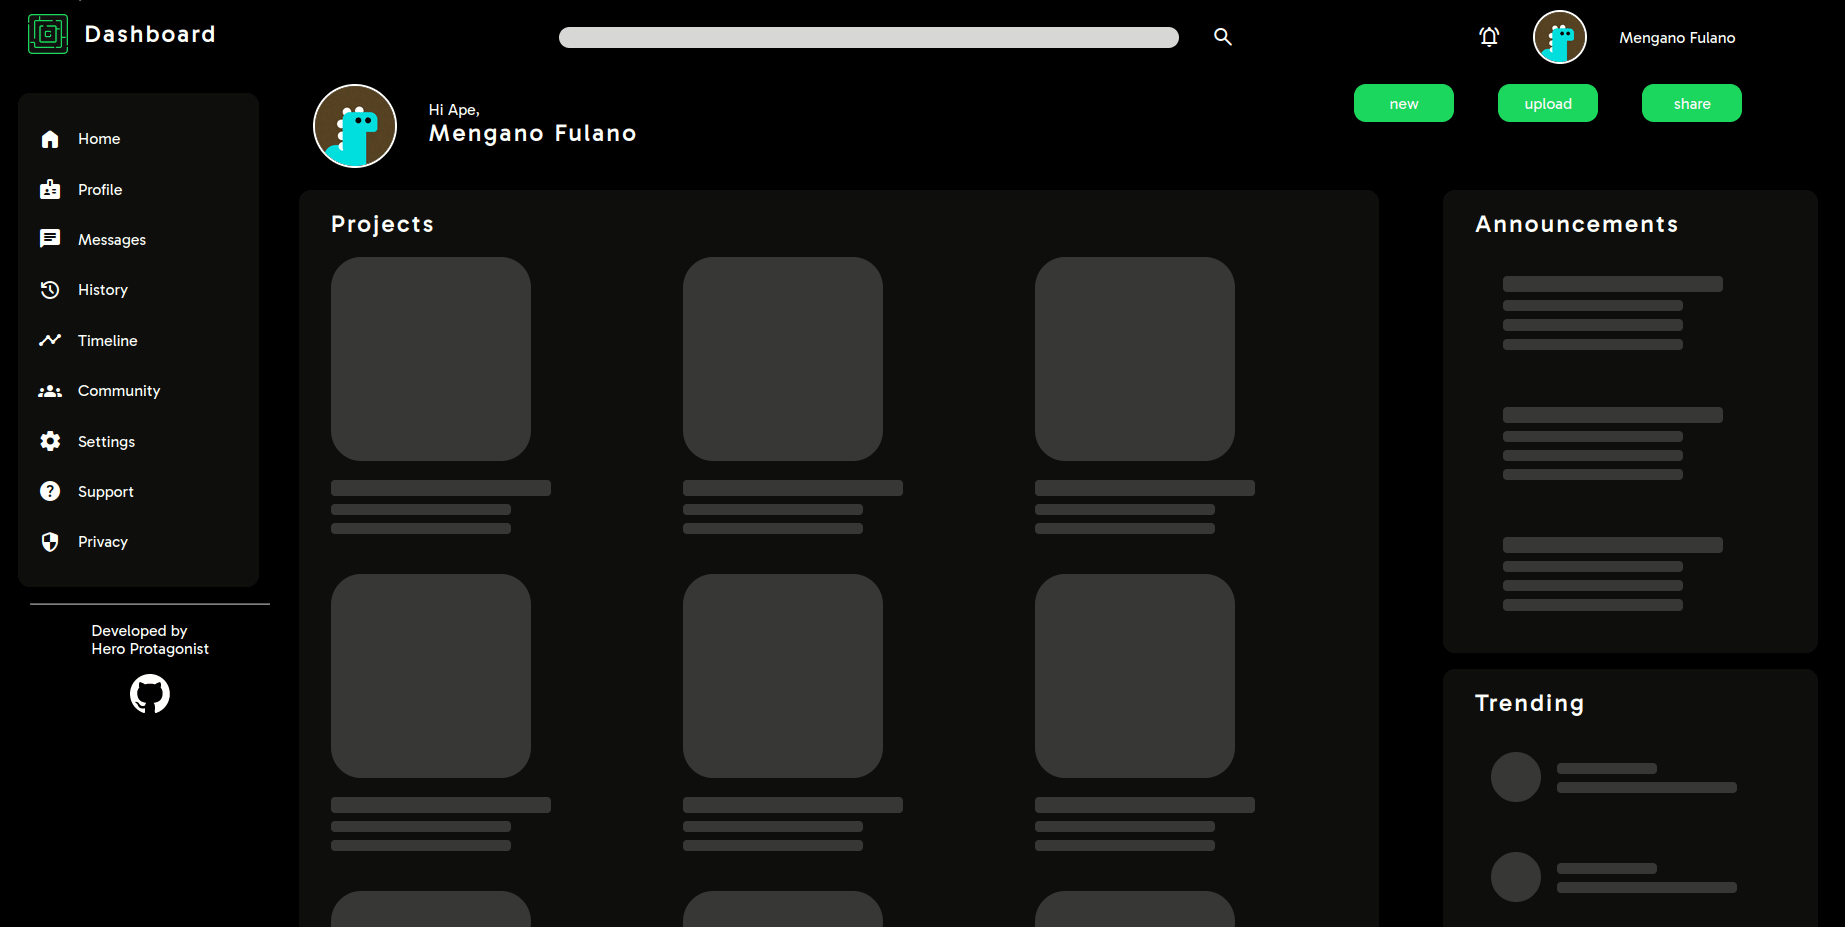 Dashboard
Mengano Fulano
Home
Profile
Messages
History
Timeline
Community
Settings
Support
Privacy
Developed by
Hero Protagonist
Hi Ape,
Mengano Fulano
new
upload
share
Projects
Announcements
Trending